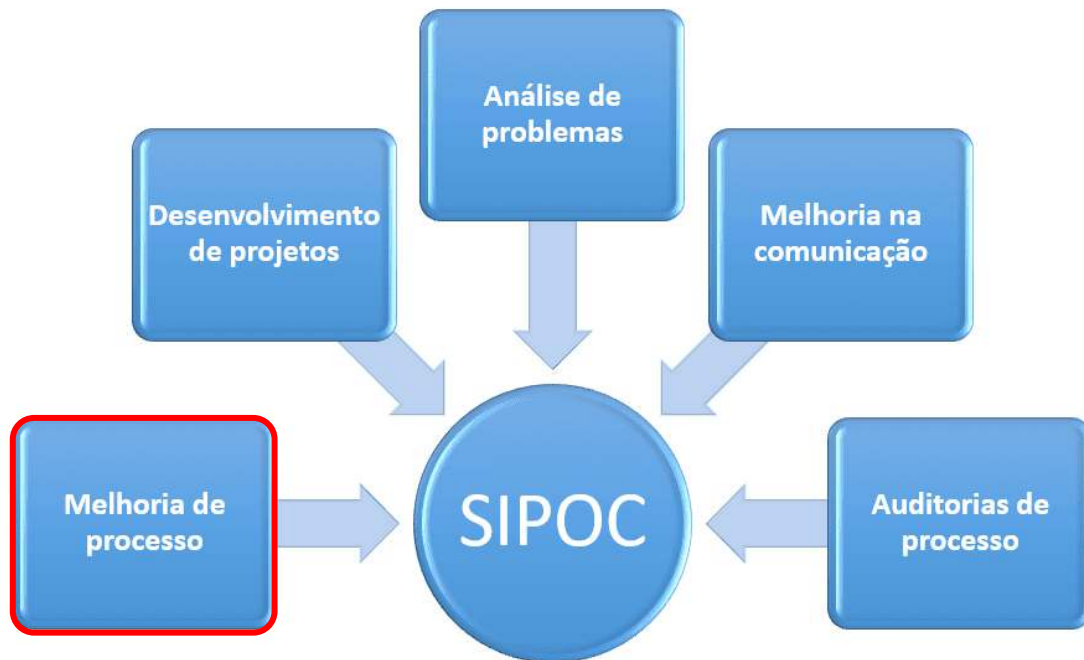 Análise de
problemas
Desenvolvimento
de projetos
Melhoria na
comunicação
Melhoria de
processo
SIPOC
Auditorias de
processo